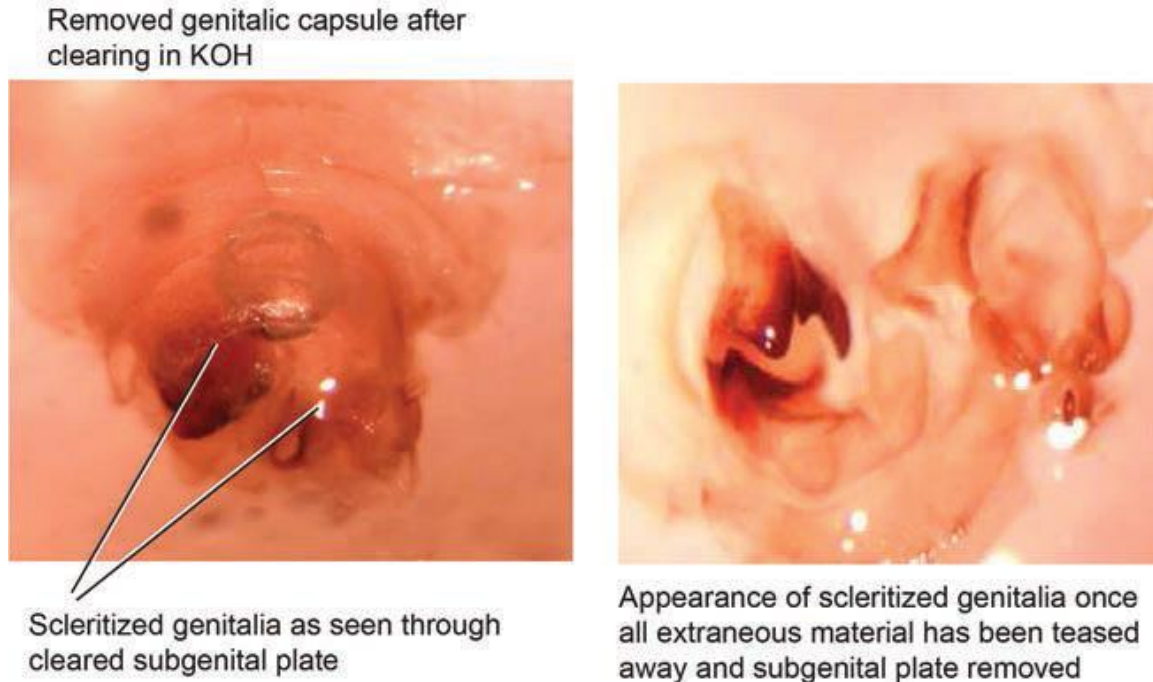 Removed genitalic capsule after
clearing in KOH
Scleritized genitalia as seen through
cleared subgenital plate
Appearance of scleritized genitalia once
all extraneous material has been teased
away and subgenital plate removed